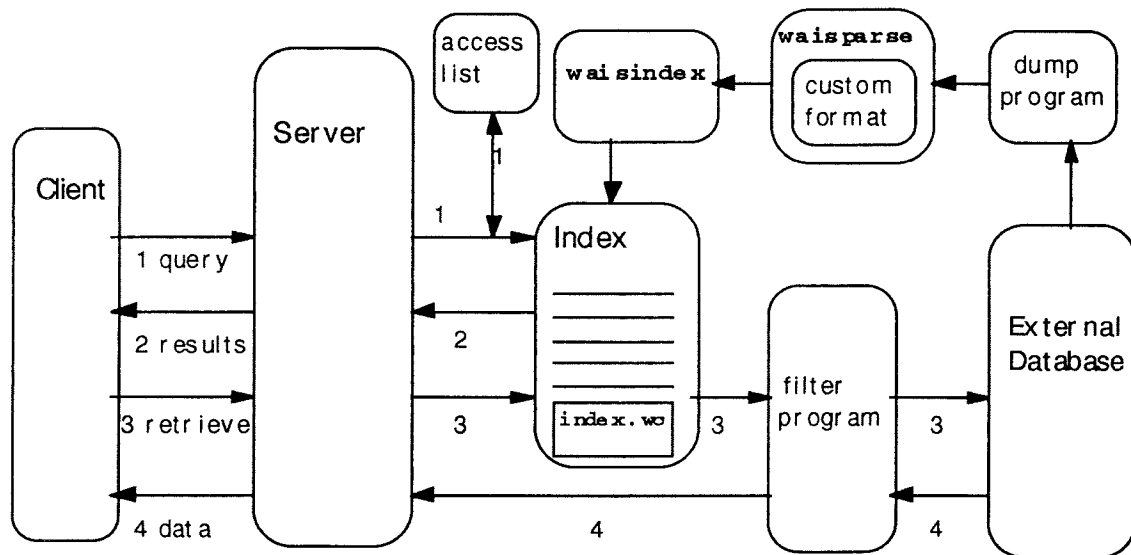 access
list
waisindex
waisparse
custom
format
dump
program
Server
Client
1
1
Index
1 query
2 results
2
External
Database
filter
program
index.wc
3 retrieve
3
3
3
4 data
4
4